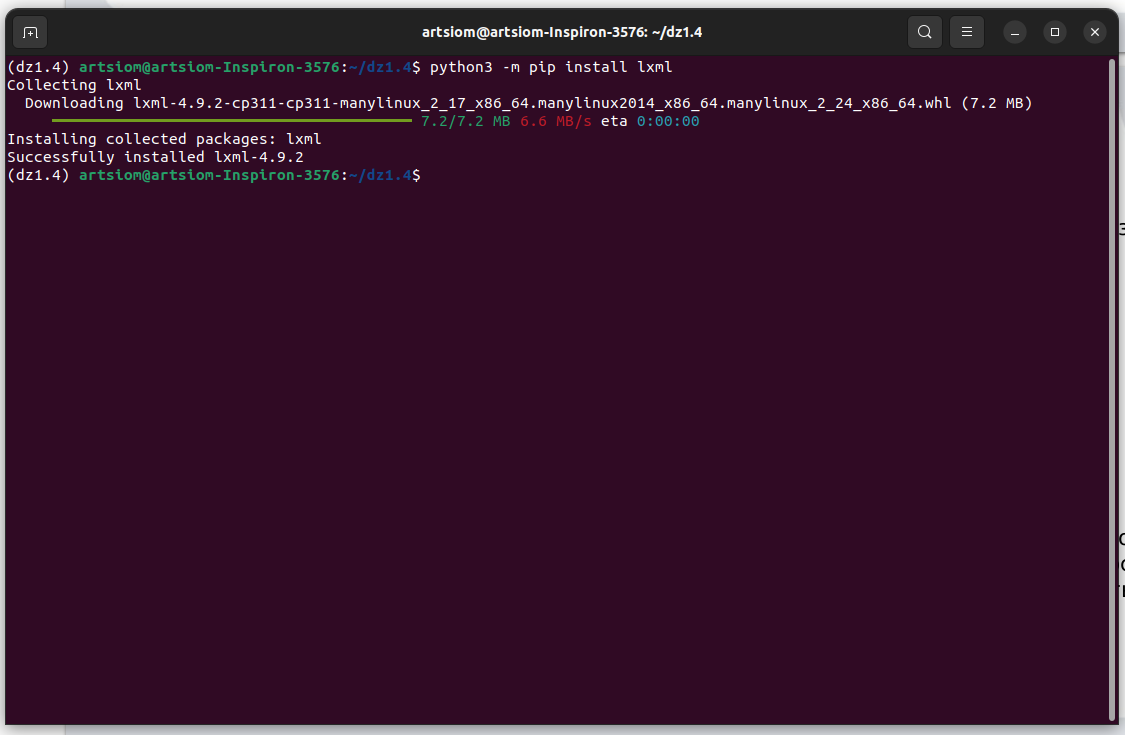 artsiom@artsiom-Inspiron-3576: ~/dz1.4
(dz1.4) artsiom@artsiom-Inspiron-3576:~/dz1.4$ python3 -m pip install lxml
Collecting lxml
  Downloading lxml-4.9.2-cp311-cp311-manylinux_2_17_x86_64.manylinux2014_x86_64.manylinux_2_24_x86_64.whl (7.2 MB)
7.2/7.2 MB 6.6 MB/s eta 0:00:00
Installing collected packages: lxml
Successfully installed lxml-4.9.2
(dz1.4) artsiom@artsiom-Inspiron-3576:~/dz1.4$